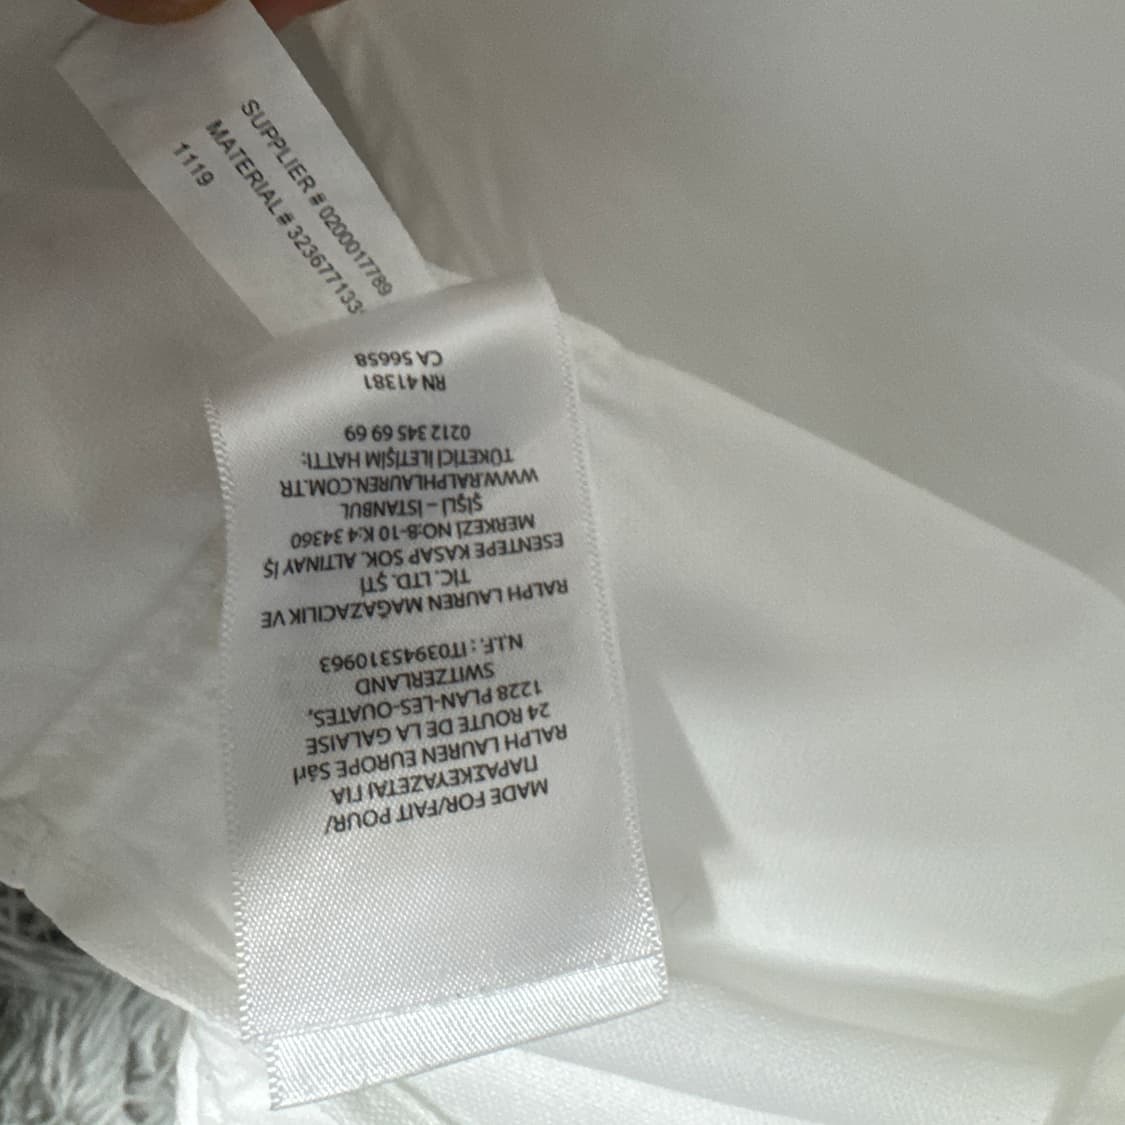 SUPPLIER # 0200017789
MATERIAL # 323677133
1119
MADE FOR/FAIT POUR/
ΠΑΡΑΣΚΕΥΑΖΕΤΑΙ ΓΙΑ
RALPH LAUREN EUROPE Sàrl
24 ROUTE DE LA GALAISE
1228 PLAN-LES-OUATES,
SWITZERLAND
N.I.F. : IT03945310963
RALPH LAUREN MAĞAZACILIK VE
TİC. LTD. ŞTİ
ESENTEPE KASAP SOK. ALTINAY İŞ
MERKEZİ NO:8-10 K:4 34360
ŞİŞLİ – İSTANBUL
WWW.RALPHLAUREN.COM.TR
TÜKETİCİ İLETİŞİM HATTI:
0212 345 69 69
RN 41381
CA 56658